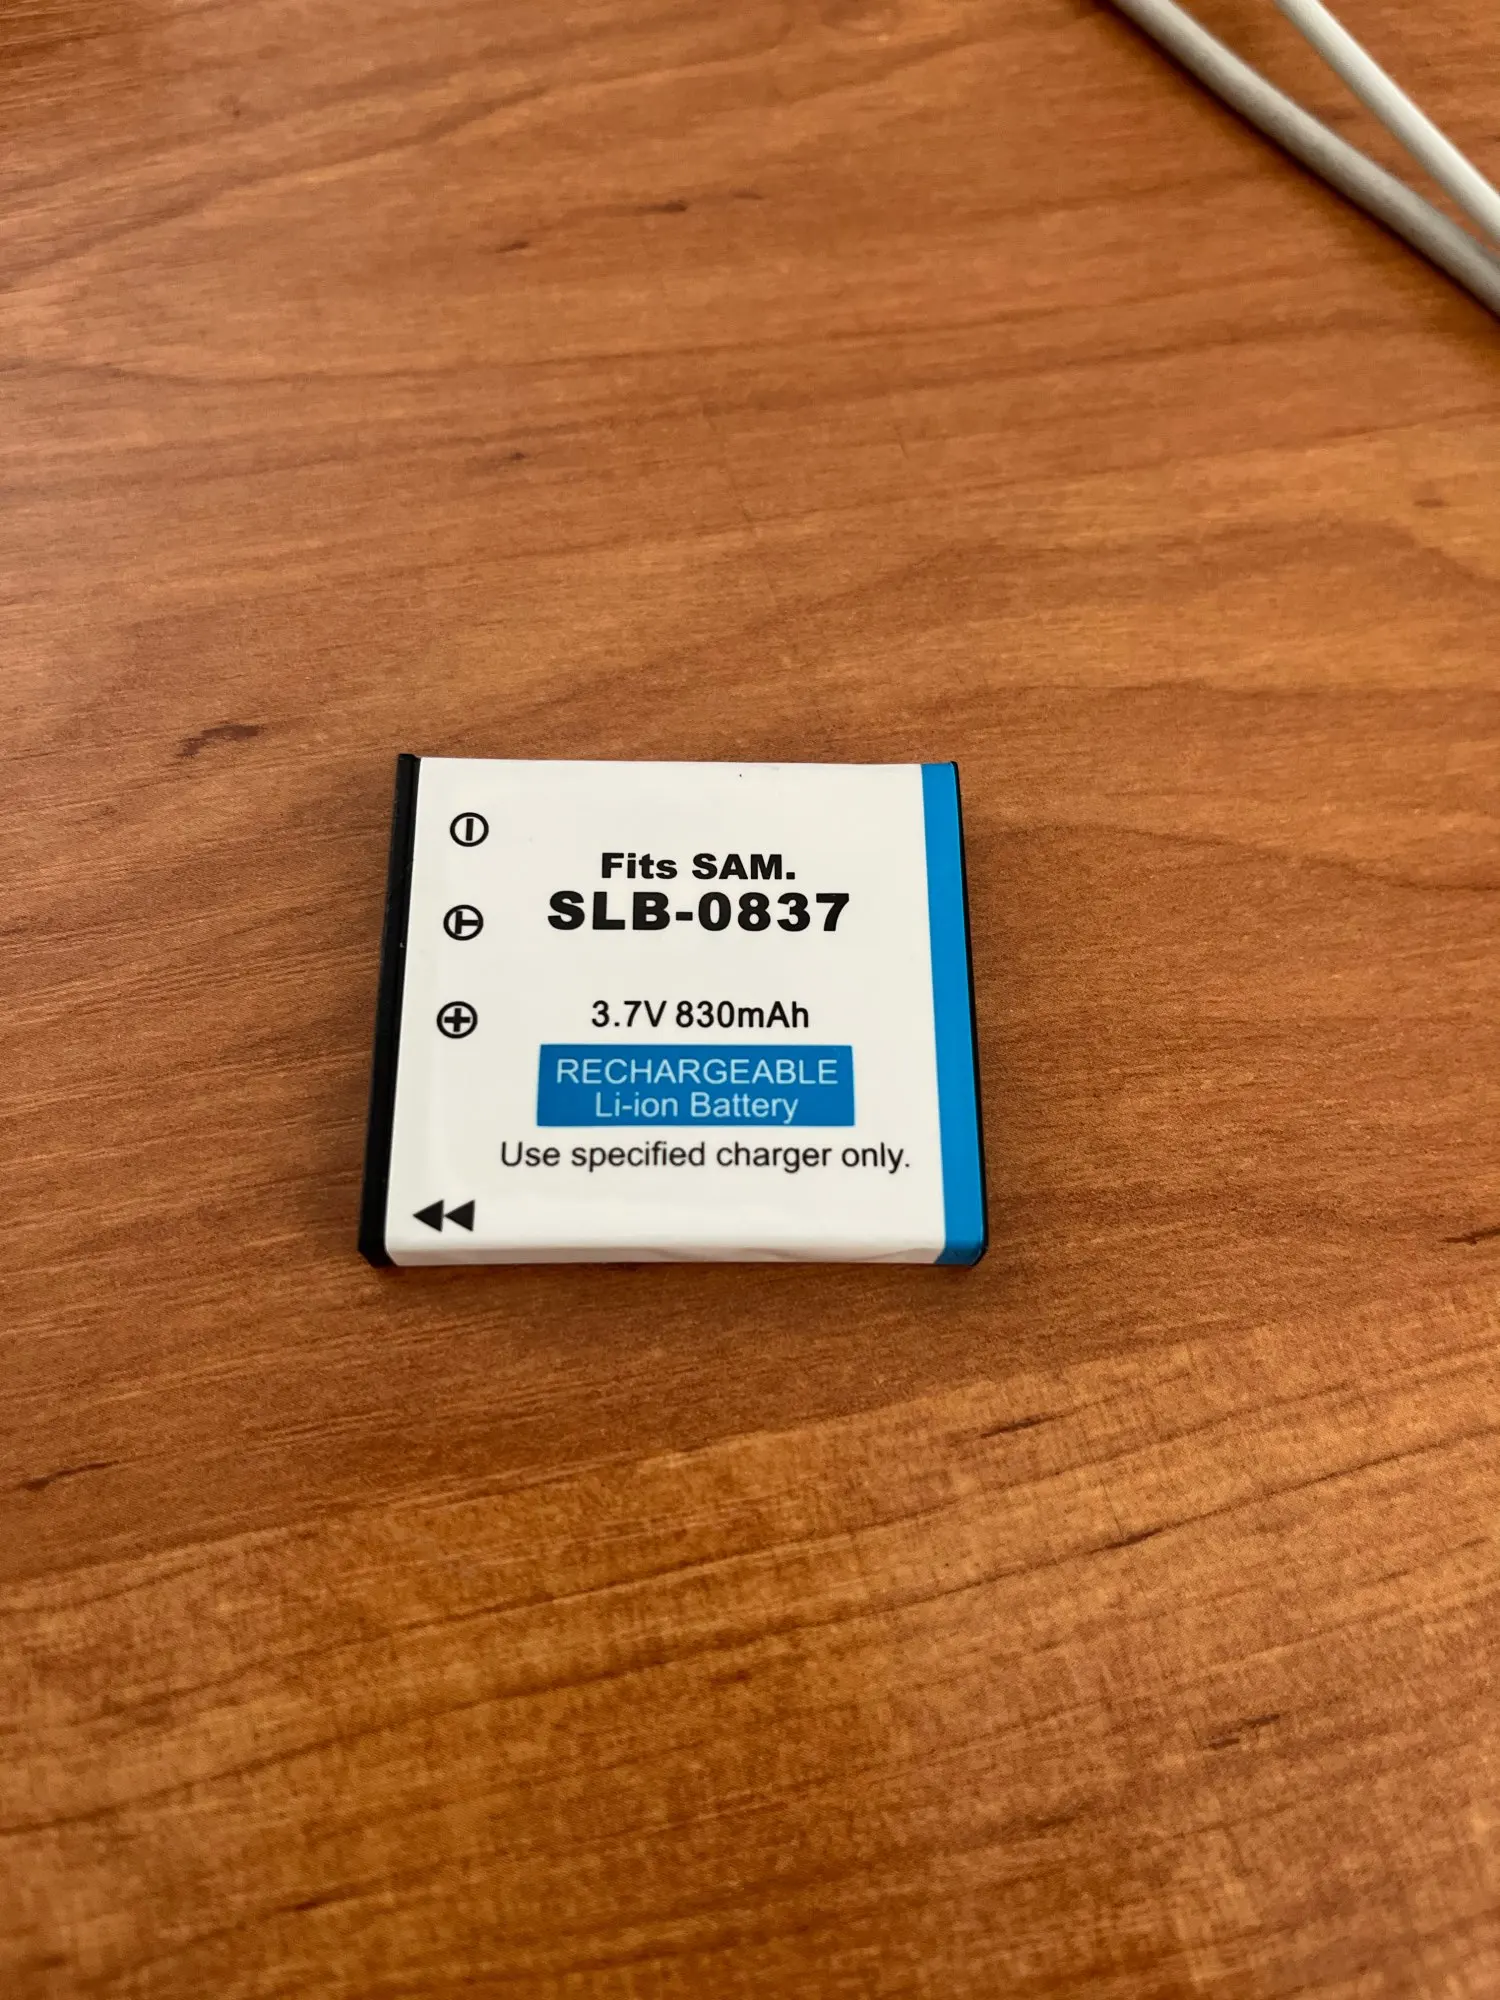 Fits SAM.
SLB-0837
3.7V 830mAh
RECHARGEABLE
Li-ion Battery
Use specified charger only.